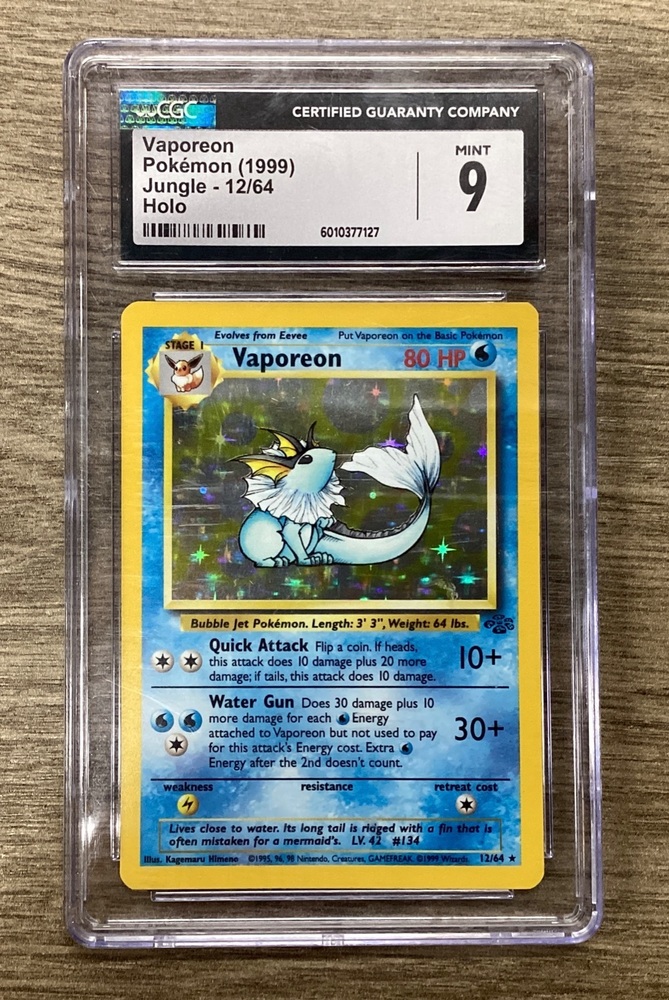 CGC
CERTIFIED GUARANTY COMPANY
Vaporeon
Pokémon (1999)
Jungle - 12/64
Holo
MINT
9
6010377127
Evolves from Eevee
Put Vaporeon on the Basic Pokémon
STAGE 1
Vaporeon
80 HP
Bubble Jet Pokémon. Length: 3' 3", Weight: 64 lbs.
Quick Attack Flip a coin. If heads,
this attack does 10 damage plus 20 more
damage; if tails, this attack does 10 damage.
10+
Water Gun Does 30 damage plus 10
more damage for each Energy
attached to Vaporeon but not used to pay
for this attack's Energy cost. Extra
Energy after the 2nd doesn't count.
30+
weakness
resistance
retreat cost
Lives close to water. Its long tail is ridged with a fin that is
often mistaken for a mermaid's. LV. 42 #134
Illus. Kagemaru Himeno ©1995, 96, 98 Nintendo, Creatures, GAMEFREAK. ©1999 Wizards. 12/64 ★